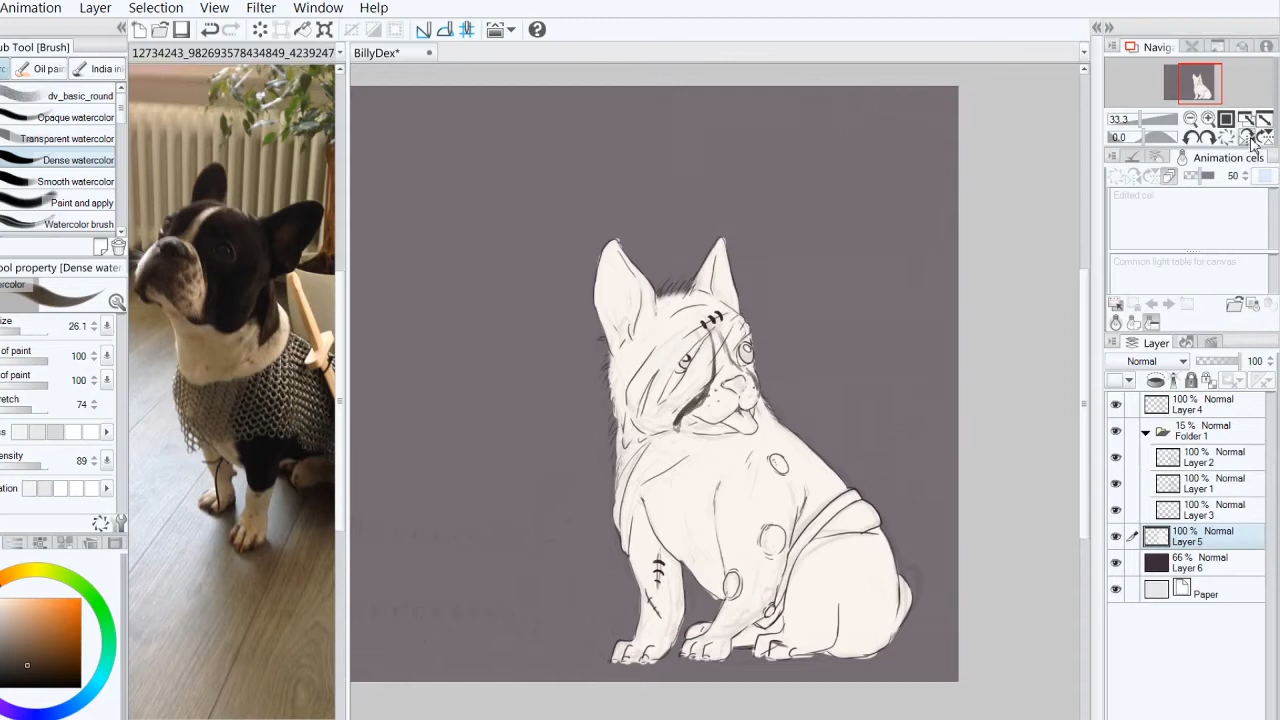 Animation Layer Selection View Filter Window Help
ub Tool [Brush]
12734243_982693578434849_4239247
BillyDex*
Navig
Oil pain
India in
dv_basic_round
Opaque watercolor
Transparent watercolor
Dense watercolor
Smooth watercolor
Paint and apply
Watercolor brush
33.3
0.0
Animation cels
50
Edited cel
Common light table for canvas
ool property [Dense water
color
ize 26.1
of paint 100
of paint 100
retch 74
ensity 89
Layer
Normal 100
100% Normal
Layer 4
15 % Normal
Folder 1
100 % Normal
Layer 2
100 % Normal
Layer 1
100 % Normal
Layer 3
100% Normal
Layer 5
66 % Normal
Layer 6
Paper